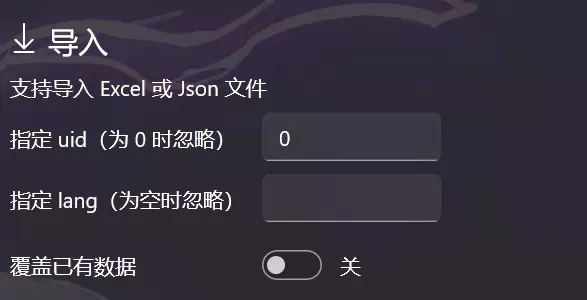 导入
支持导入 Excel 或 Json 文件
指定 uid（为 0 时忽略） 0
指定 lang（为空时忽略）
覆盖已有数据 关